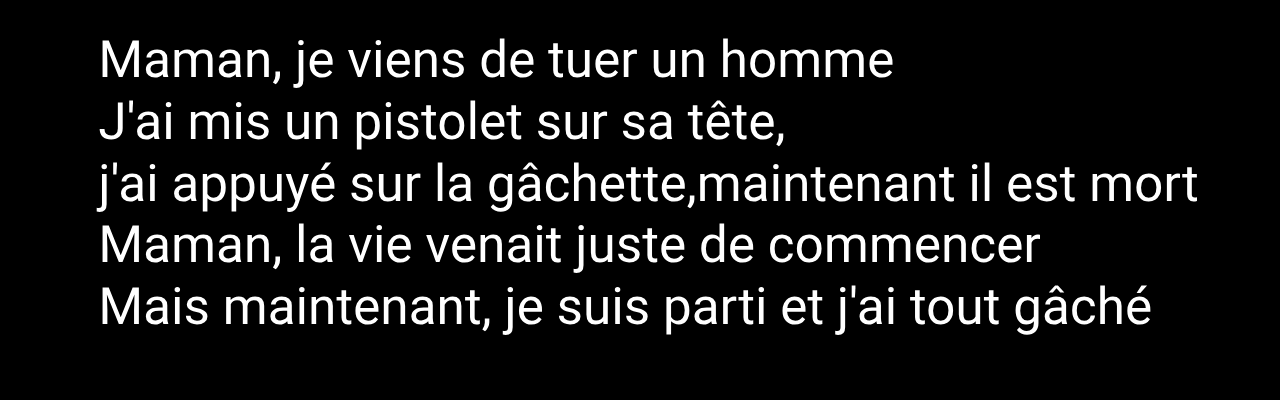 Maman, je viens de tuer un homme
J'ai mis un pistolet sur sa tête,
j'ai appuyé sur la gâchette,maintenant il est mort
Maman, la vie venait juste de commencer
Mais maintenant, je suis parti et j'ai tout gâché